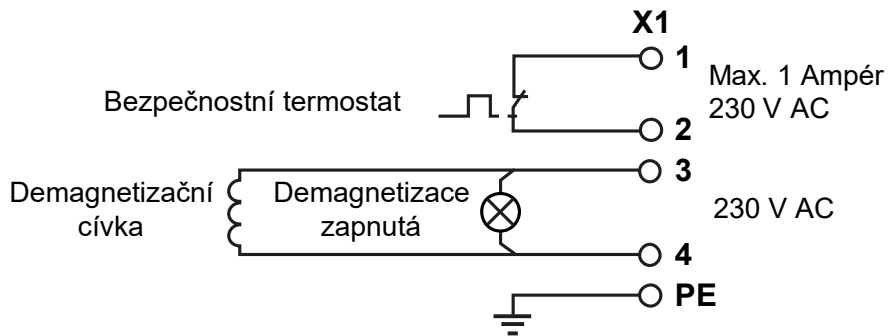 X1
1
Max. 1 Ampér
Bezpečnostní termostat
230 V AC
2
3
Demagnetizační
cívka
Demagnetizace
zapnutá
230 V AC
4
PE